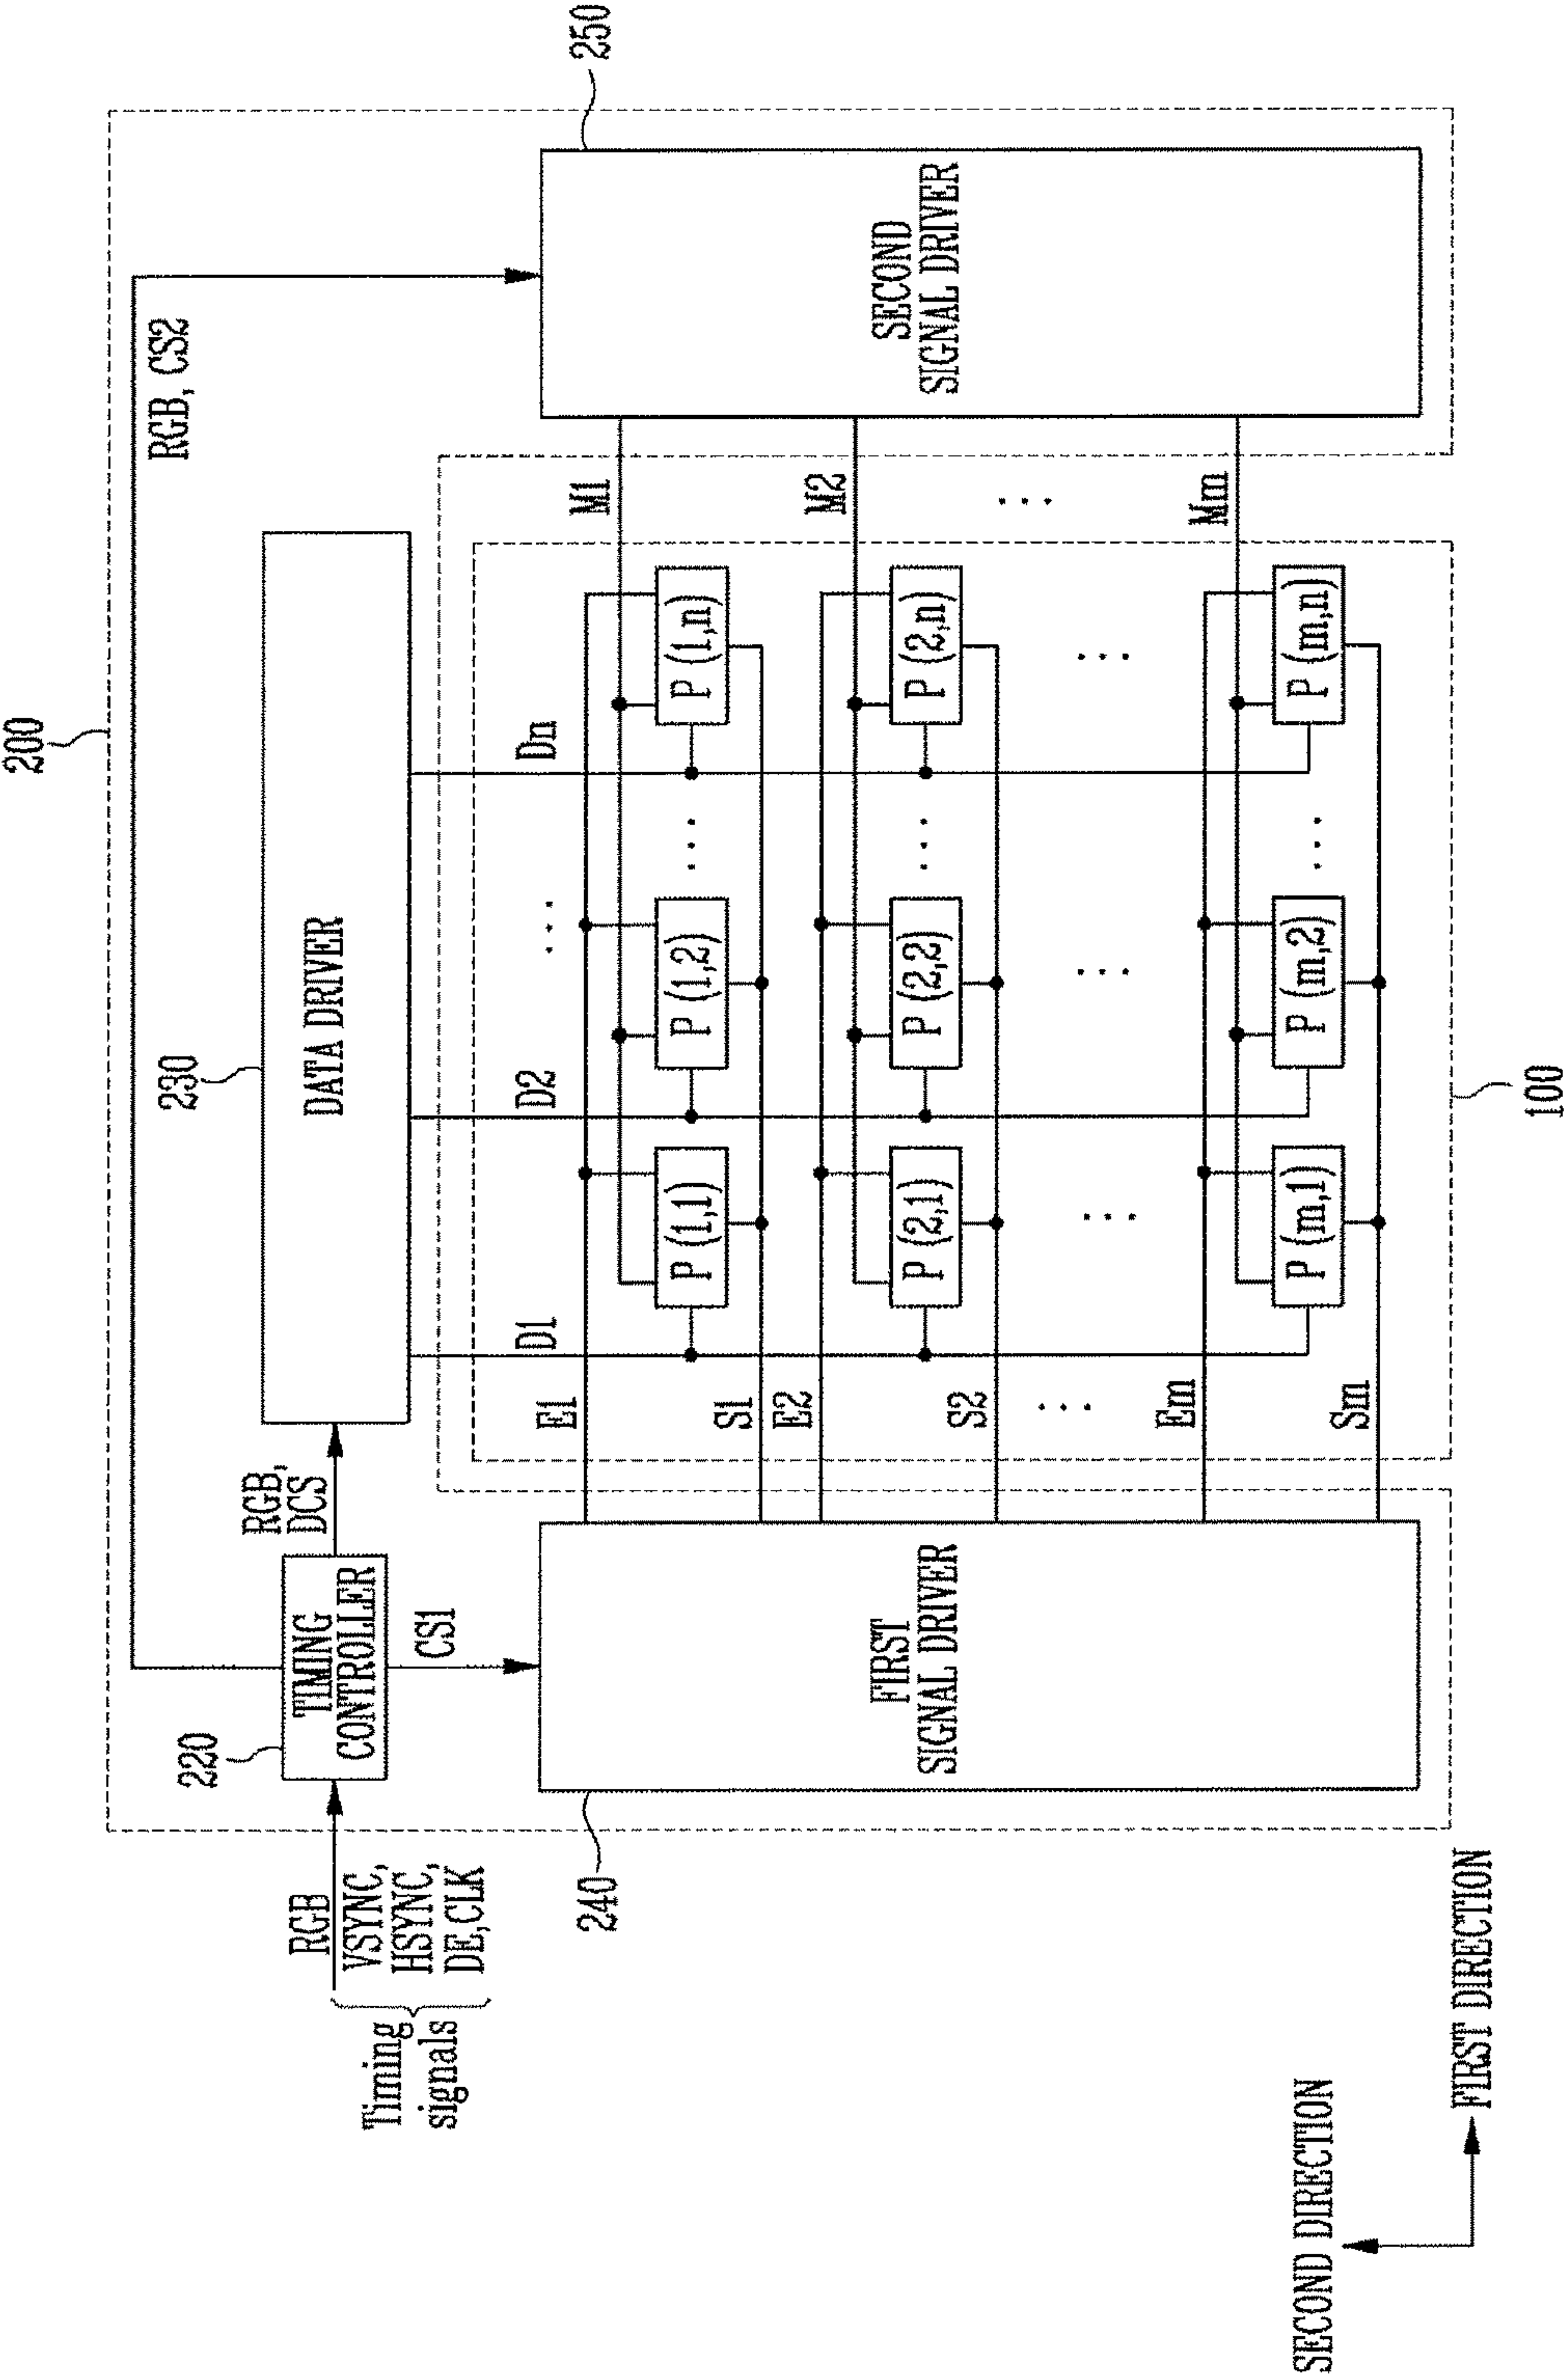 200
RGB, CS2
230
DATA DRIVER
250
RGB
VSYNC,
HSYNC,
DE,CLK
Timing
signals
220
TIMING
CONTROLLER
RGB,
DCS
CS1
240
FIRST
SIGNAL DRIVER
SECOND
SIGNAL DRIVER
D1
D2
...
Dn
E1
M1
P (1,1)
P (1,2)
...
P (1,n)
S1
E2
M2
P (2,1)
P (2,2)
...
P (2,n)
S2
...
...
...
...
...
Em
Mm
P (m,1)
P (m,2)
...
P (m,n)
Sm
100
SECOND DIRECTION
FIRST DIRECTION